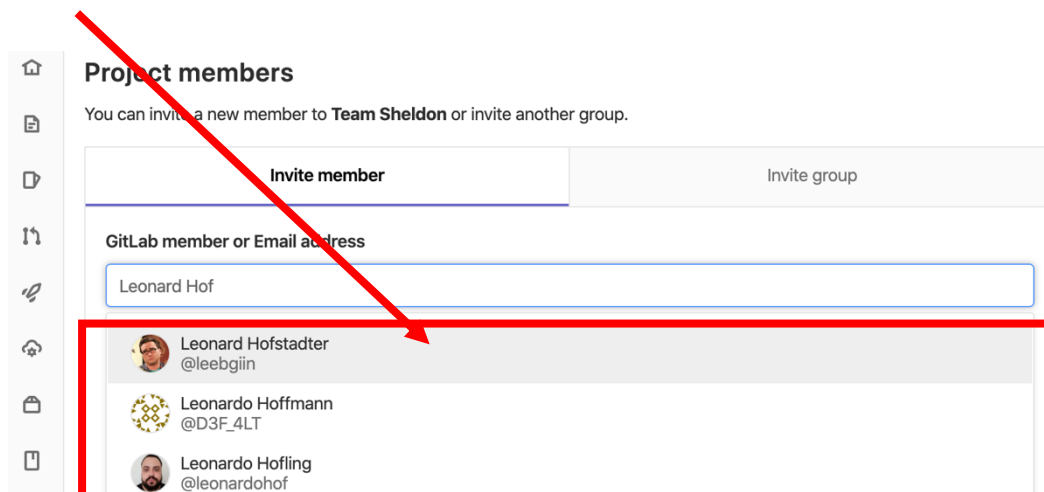 Project members
You can invite a new member to Team Sheldon or invite another group.
Invite member
Invite group
GitLab member or Email address
Leonard Hof
Leonard Hofstadter
@leebgiin
Leonardo Hoffmann
@D3F_4LT
Leonardo Hofling
@leonardohof